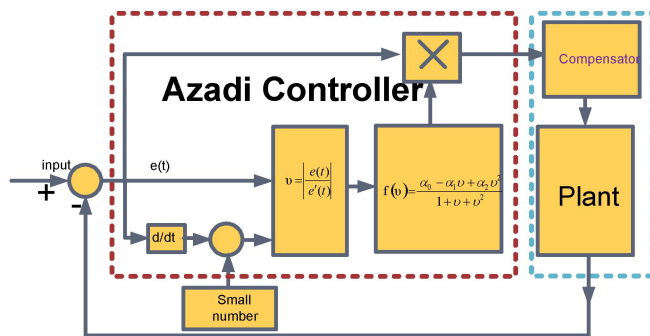 Azadi Controller
Compensator
input
e(t)
+
-
υ = |e(t)/e'(t)|
f(υ) = (α₀ − α₁υ + α₂υ²)/(1 + υ + υ²)
Plant
d/dt
Small
number